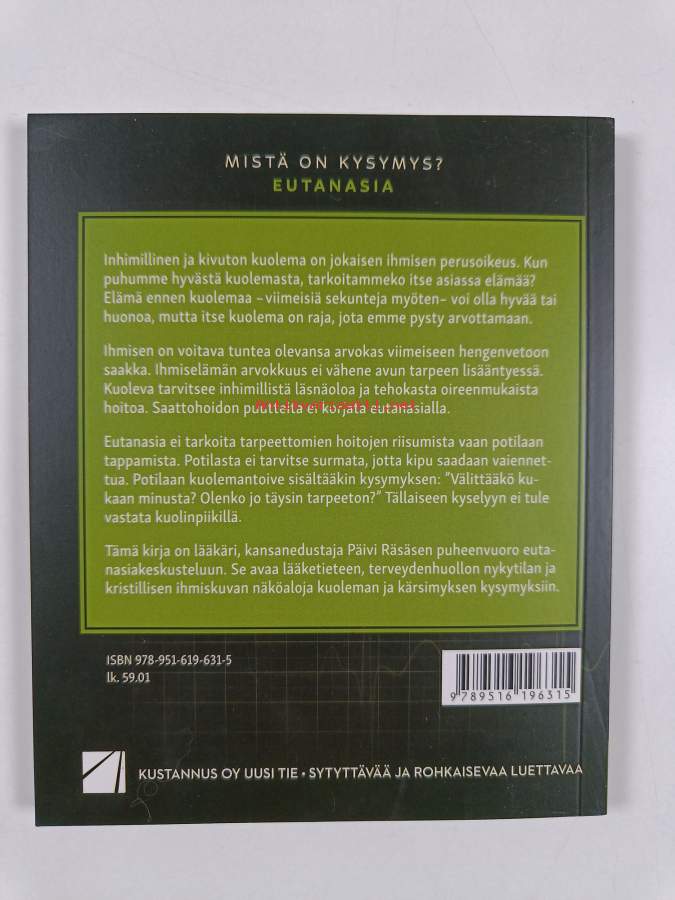 MISTÄ ON KYSYMYS?
EUTANASIA
Inhimillinen ja kivuton kuolema on jokaisen ihmisen perusoikeus. Kun
puhumme hyvästä kuolemasta, tarkoitammeko itse asiassa elämää?
Elämä ennen kuolemaa – viimeisiä sekunteja myöten – voi olla hyvää tai
huonoa, mutta itse kuolema on raja, jota emme pysty arvottamaan.
Ihmisen on voitava tuntea olevansa arvokas viimeiseen hengenvetoon
saakka. Ihmiselämän arvokkuus ei vähene avun tarpeen lisääntyessä.
Kuoleva tarvitsee inhimillistä läsnäoloa ja tehokasta oireenmukaista
hoitoa. Saattohoidon puutteita ei korjata eutanasialla.
Eutanasia ei tarkoita tarpeettomien hoitojen riisumista vaan potilaan
tappamista. Potilasta ei tarvitse surmata, jotta kipu saadaan vaiennet-
tua. Potilaan kuolemantoive sisältääkin kysymyksen: ”Välittääkö ku-
kaan minusta? Olenko jo täysin tarpeeton?” Tällaiseen kyselyyn ei tule
vastata kuolinpiikillä.
Tämä kirja on lääkäri, kansanedustaja Päivi Räsäsen puheenvuoro euta-
nasiakeskusteluun. Se avaa lääketieteen, terveydenhuollon nykytilan ja
kristillisen ihmiskuvan näköaloja kuoleman ja kärsimyksen kysymyksiin.
ISBN 978-951-619-631-5
lk. 59.01
9 789516 196315
KUSTANNUS OY UUSI TIE • SYTYTTÄVÄÄ JA ROHKAISEVAA LUETTAVAA